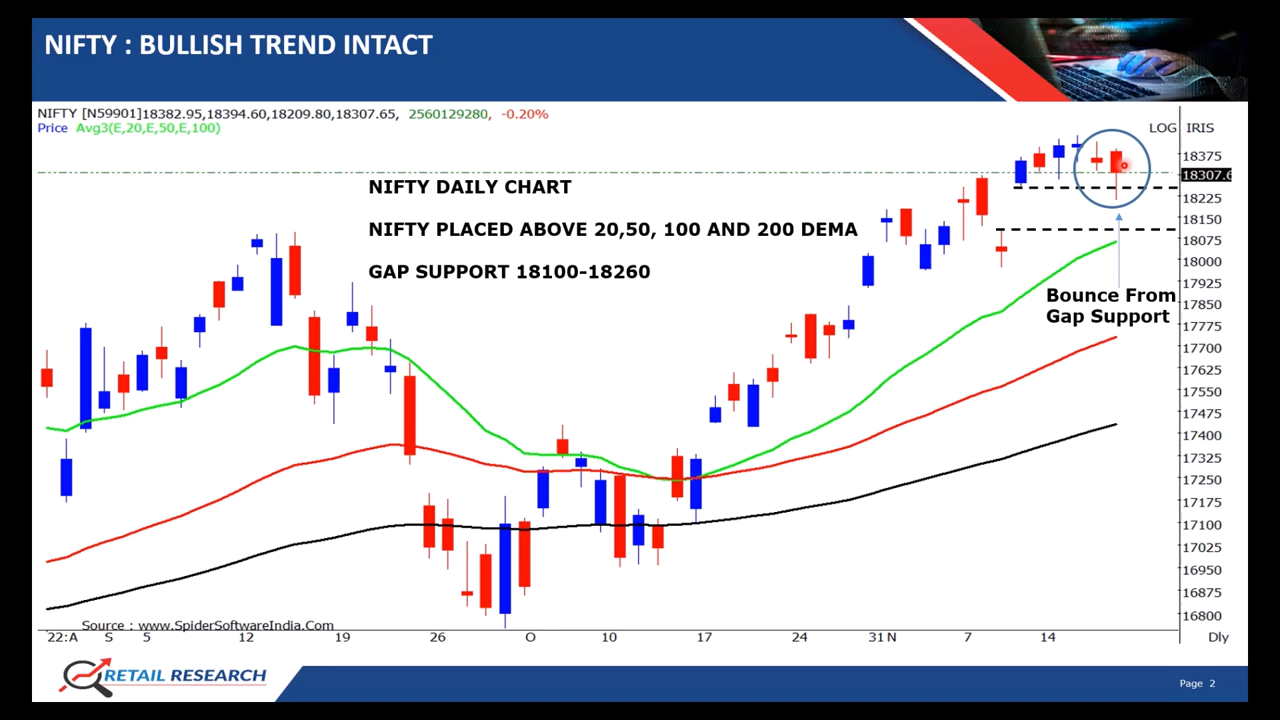 NIFTY : BULLISH TREND INTACT
NIFTY [N59901]18382.95,18394.60,18209.80,18307.65, 2560129280, -0.20%
Price Avg3(E,20,E,50,E,100)
LOG IRIS
NIFTY DAILY CHART
NIFTY PLACED ABOVE 20,50, 100 AND 200 DEMA
GAP SUPPORT 18100-18260
Bounce From
Gap Support
18375
18307.6
18225
18150
18075
18000
17925
17850
17775
17700
17625
17550
17475
17400
17325
17250
17175
17100
17025
16950
16875
16800
Source : www.SpiderSoftwareIndia.Com
22:A S 5 12 19 26 O 10 17 24 31 N 7 14 Dly
RETAIL RESEARCH
Page 2